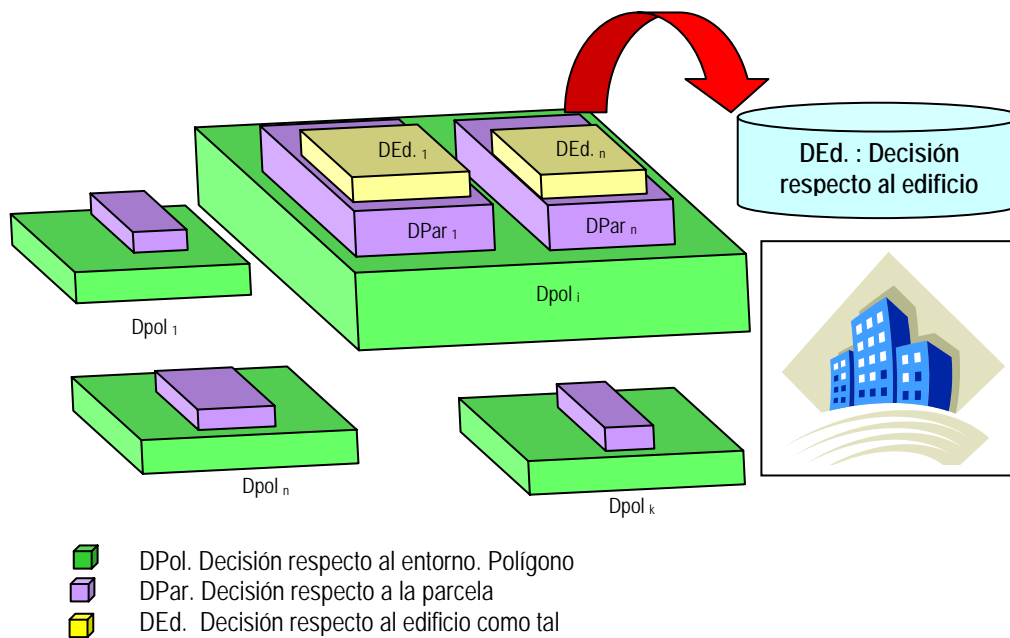 DEd. 1
DEd. n
DEd. : Decisión
respecto al edificio
DPar 1
DPar n
Dpol i
Dpol 1
Dpol n
Dpol k
DPol. Decisión respecto al entorno. Polígono
DPar. Decisión respecto a la parcela
DEd. Decisión respecto al edificio como tal